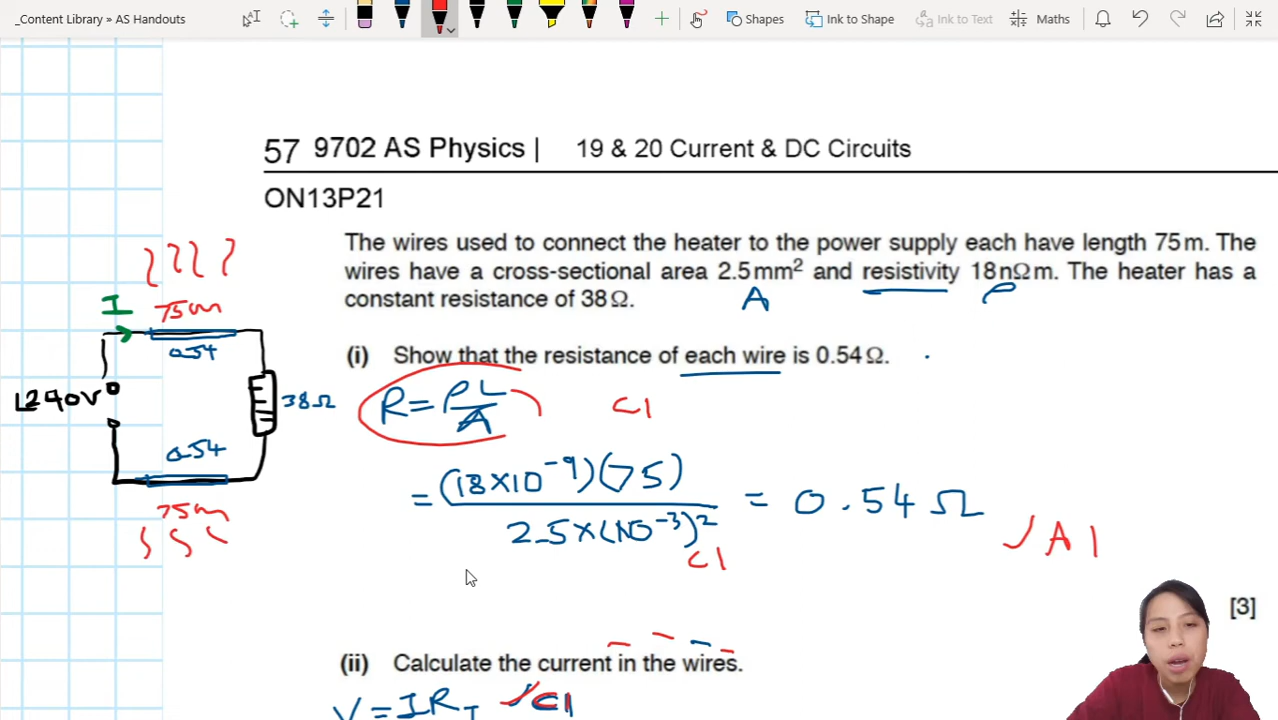 _Content Library » AS Handouts
Shapes
Ink to Shape
Ink to Text
Maths
57 9702 AS Physics | 19 & 20 Current & DC Circuits
ON13P21
The wires used to connect the heater to the power supply each have length 75 m. The
wires have a cross-sectional area 2.5 mm² and resistivity 18 nΩ m. The heater has a
constant resistance of 38 Ω.
A
ρ
I
75m
0.54
240V
38Ω
0.54
75m
(i) Show that the resistance of each wire is 0.54 Ω.
R = ρL/A
C1
= (18×10⁻⁹)(75) / 2.5×(10⁻³)² = 0.54 Ω
C1
✓ A1
[3]
(ii) Calculate the current in the wires.
V = IR_T ✓ C1